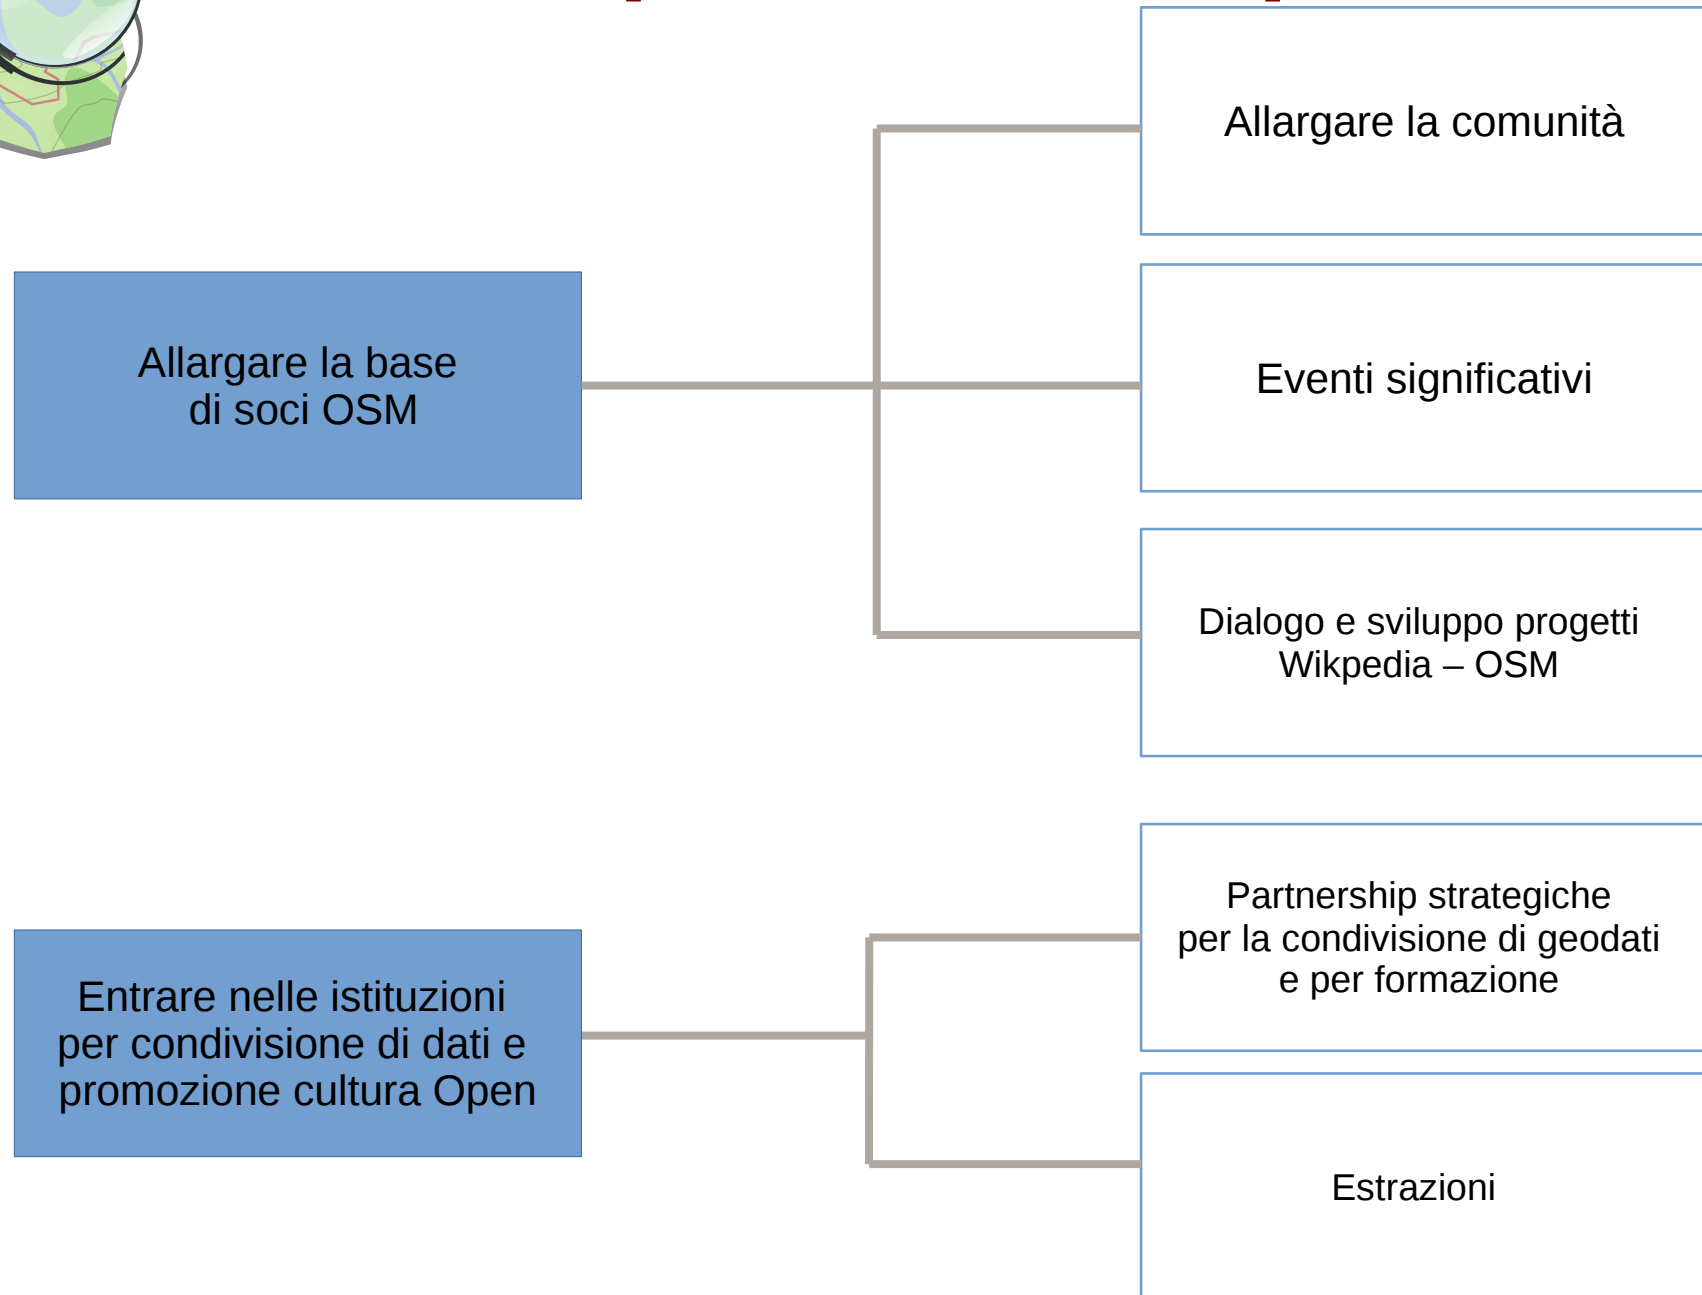 Allargare la comunità
Allargare la base
di soci OSM
Eventi significativi
Dialogo e sviluppo progetti
Wikpedia – OSM
Entrare nelle istituzioni
per condivisione di dati e
promozione cultura Open
Partnership strategiche
per la condivisione di geodati
e per formazione
Estrazioni